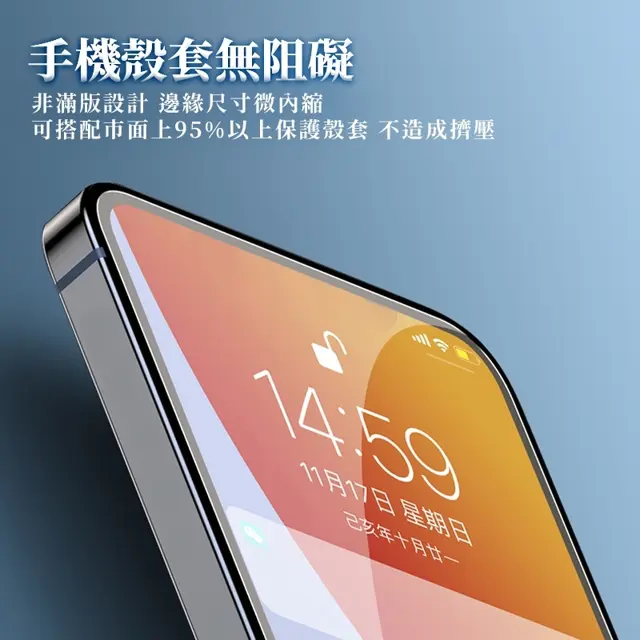 手機殼套無阻礙
非滿版設計 邊緣尺寸微內縮
可搭配市面上95%以上保護殼套 不造成擠壓
14:59
11月17日 星期日
己亥年十月廿一